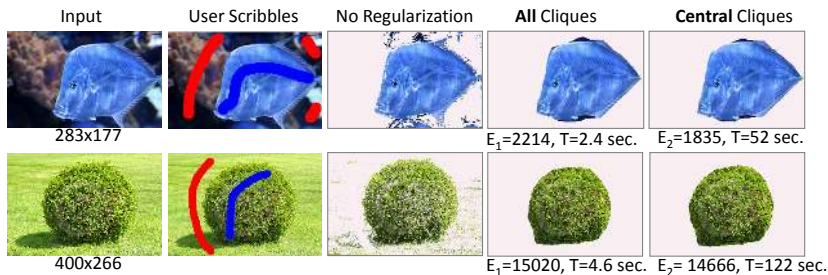 Input User Scribbles No Regularization All Cliques Central Cliques
283x177 E1=2214, T=2.4 sec. E2=1835, T=52 sec.
400x266 E1=15020, T=4.6 sec. E2= 14666, T=122 sec.